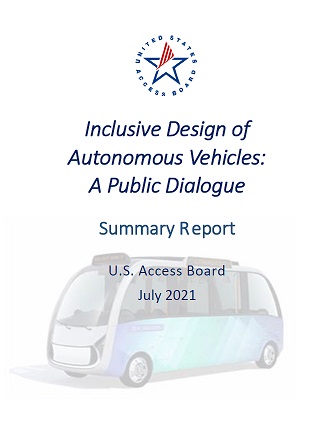 UNITED STATES
ACCESS BOARD
Inclusive Design of
Autonomous Vehicles:
A Public Dialogue
Summary Report
U.S. Access Board
July 2021